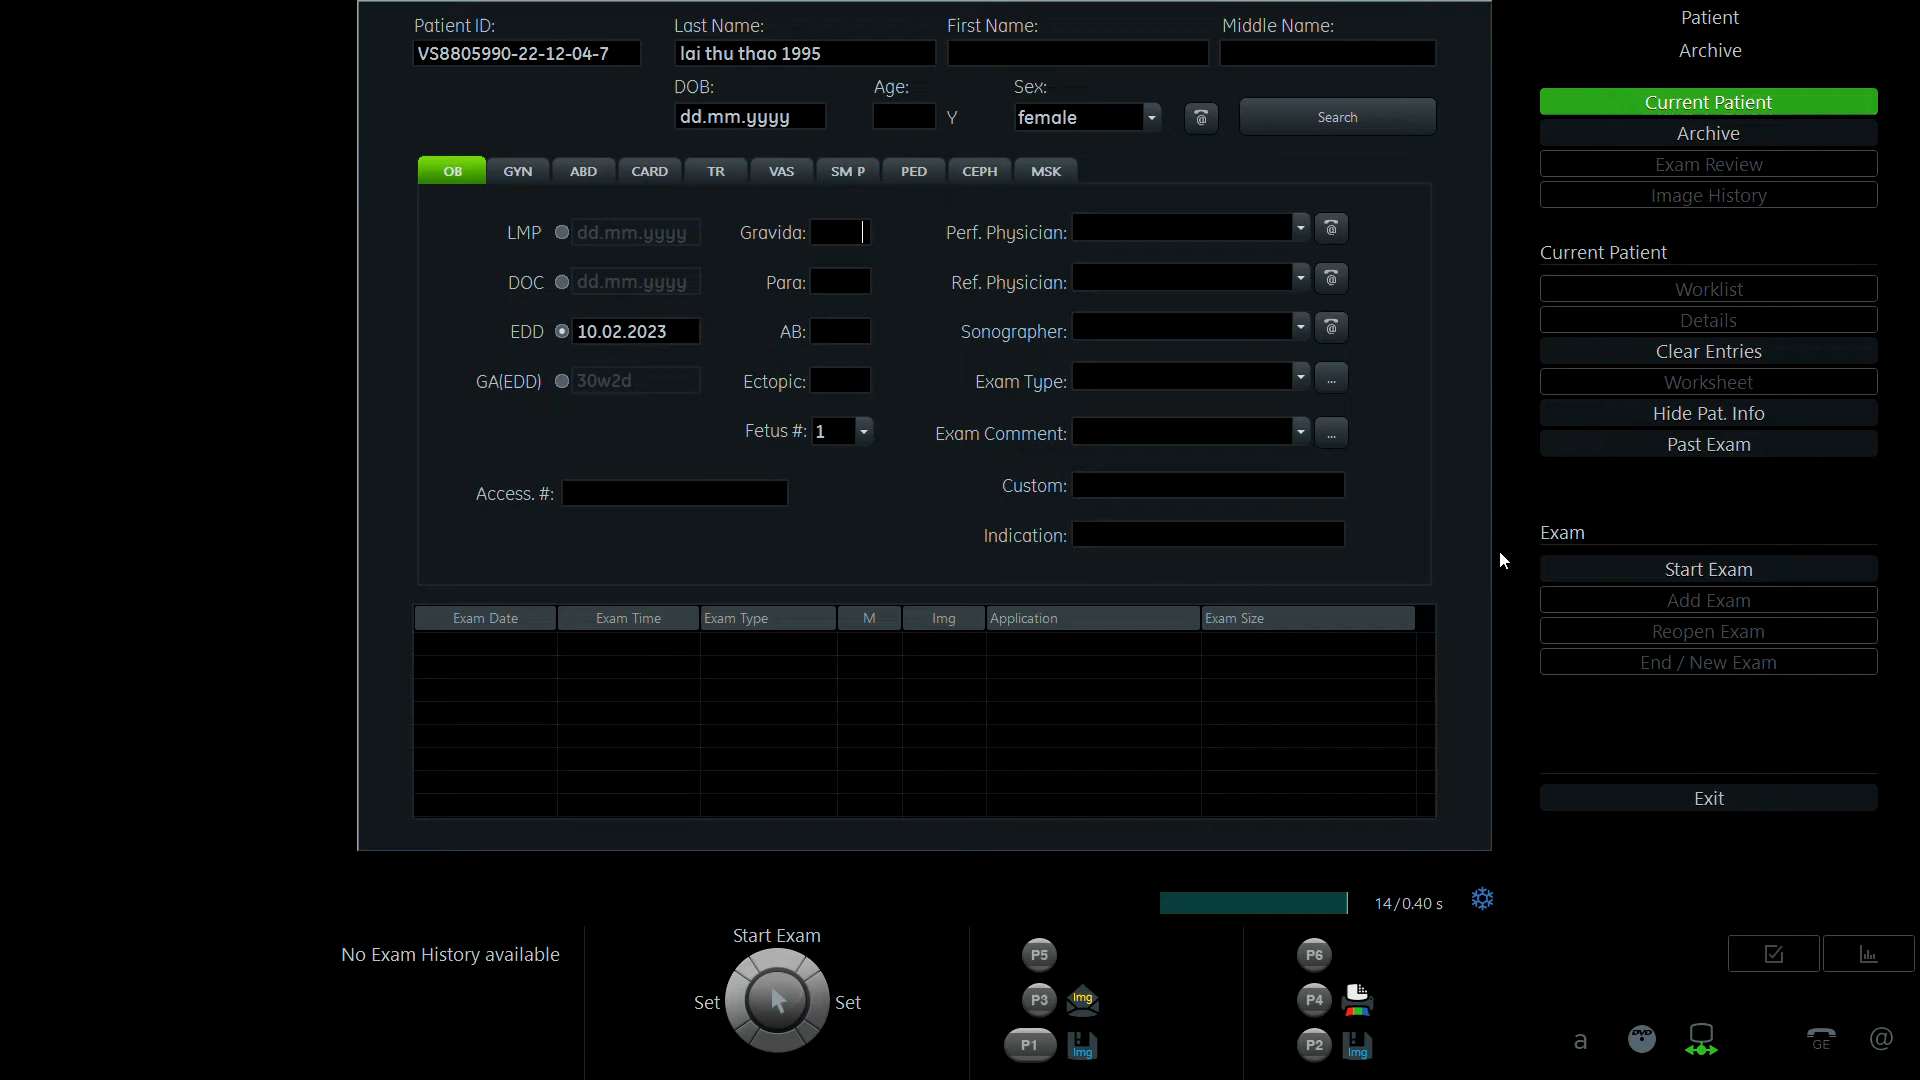 Patient ID: Last Name: First Name: Middle Name:
VS8805990-22-12-04-7 lai thu thao 1995
DOB: Age: Sex:
dd.mm.yyyy Y female @ Search
OB GYN ABD CARD TR VAS SM P PED CEPH MSK
LMP dd.mm.yyyy Gravida: Perf. Physician: @
DOC dd.mm.yyyy Para: Ref. Physician: @
EDD 10.02.2023 AB: Sonographer: @
GA(EDD) 30w2d Ectopic: Exam Type: ...
Fetus #: 1 Exam Comment: ...
Access. #: Custom:
Indication:
Exam Date Exam Time Exam Type M Img Application Exam Size
Patient
Archive
Current Patient
Archive
Exam Review
Image History
Current Patient
Worklist
Details
Clear Entries
Worksheet
Hide Pat. Info
Past Exam
Exam
Start Exam
Add Exam
Reopen Exam
End / New Exam
Exit
14/0.40 s
No Exam History available
Start Exam
Set Set
P5 P6
P3 Img P4
P1 Img P2 Img
a DVD GE @